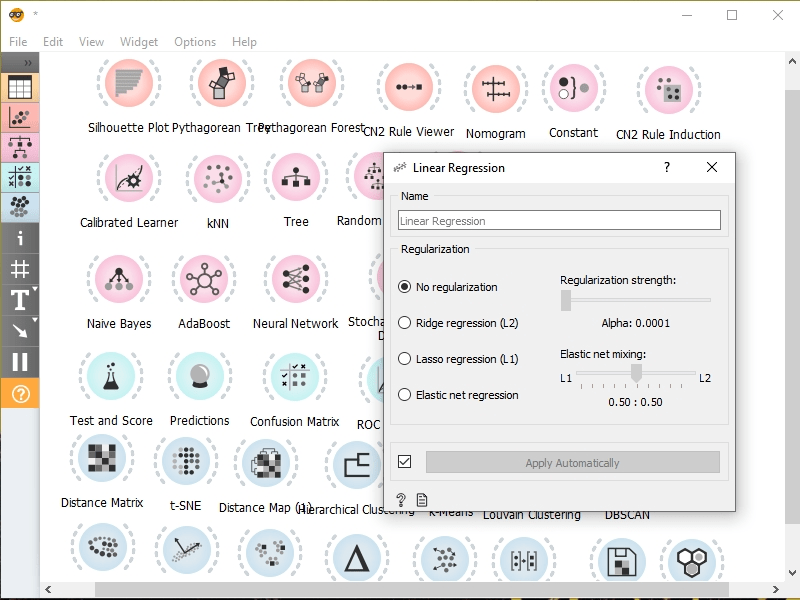 *
File Edit View Widget Options Help
Silhouette Plot Pythagorean Tree Pythagorean Forest CN2 Rule Viewer Nomogram Constant CN2 Rule Induction
Calibrated Learner kNN Tree Random
Naive Bayes AdaBoost Neural Network Stocha
Test and Score Predictions Confusion Matrix ROC
Distance Matrix t-SNE Distance Map (1) Hierarchical Clustering k-Means Louvain Clustering DBSCAN
Linear Regression
?
Name
Linear Regression
Regularization
No regularization
Ridge regression (L2)
Lasso regression (L1)
Elastic net regression
Regularization strength:
Alpha: 0.0001
Elastic net mixing:
L1 L2
0.50 : 0.50
Apply Automatically
?